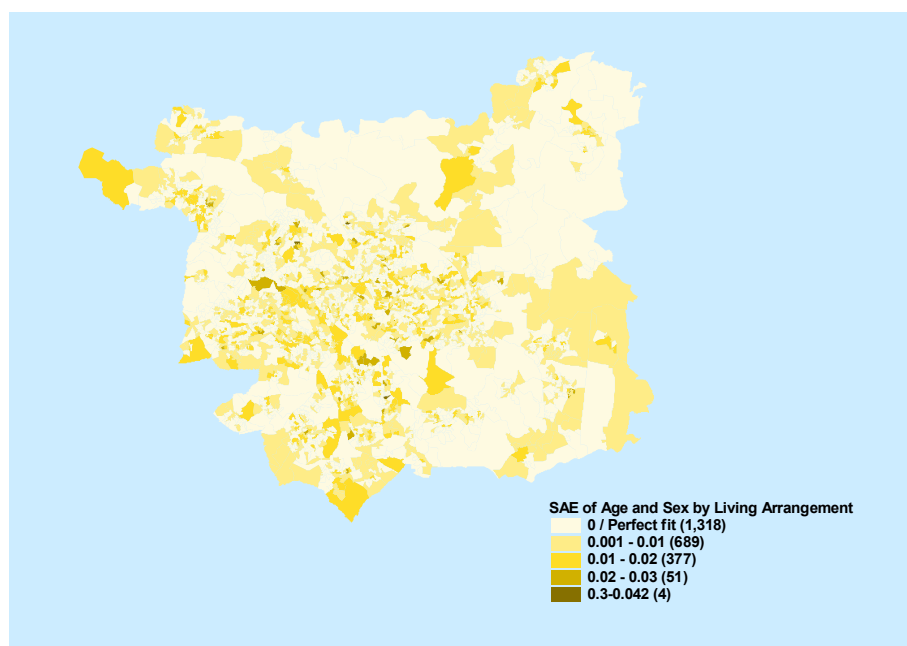 SAE of Age and Sex by Living Arrangement
0 / Perfect fit (1,318)
0.001 - 0.01 (689)
0.01 - 0.02 (377)
0.02 - 0.03 (51)
0.3-0.042 (4)